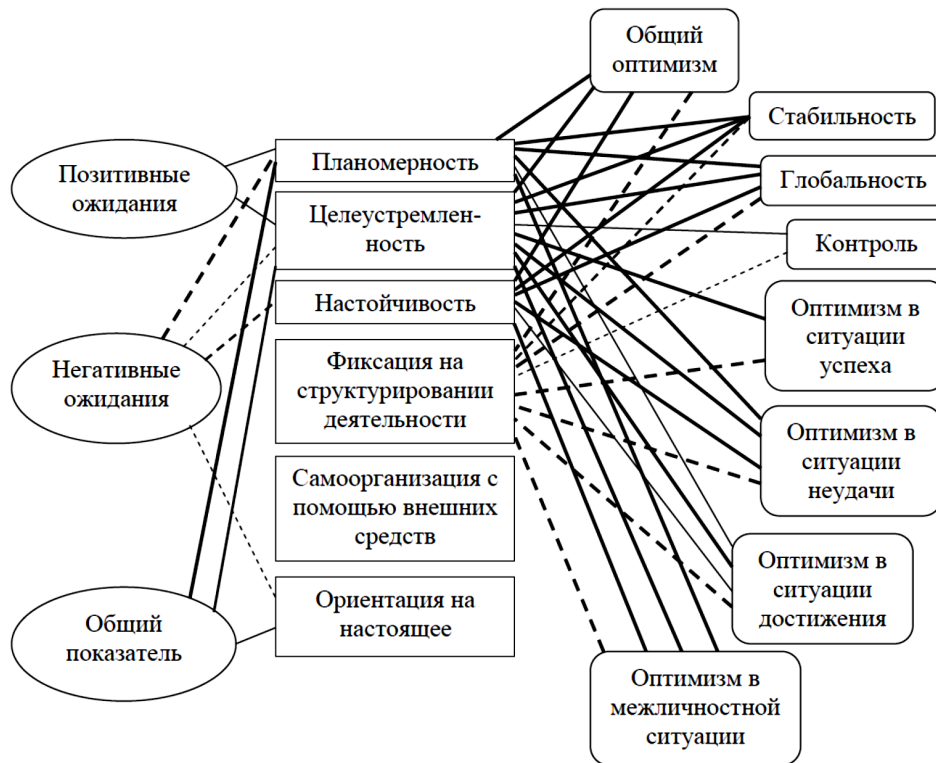 Позитивные
ожидания
Негативные
ожидания
Общий
показатель
Планомерность
Целеустремлен-
ность
Настойчивость
Фиксация на
структурировании
деятельности
Самоорганизация с
помощью внешних
средств
Ориентация на
настоящее
Общий
оптимизм
Стабильность
Глобальность
Контроль
Оптимизм в
ситуации
успеха
Оптимизм в
ситуации
неудачи
Оптимизм в
ситуации
достижения
Оптимизм в
межличностной
ситуации